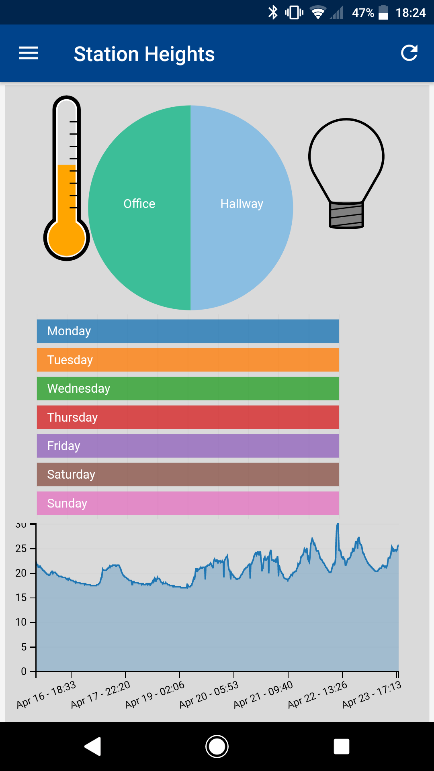 47% 18:24
Station Heights
Office
Hallway
Monday
Tuesday
Wednesday
Thursday
Friday
Saturday
Sunday
30
25
20
15
10
5
0
Apr 16 - 18:33
Apr 17 - 22:20
Apr 19 - 02:06
Apr 20 - 05:53
Apr 21 - 09:40
Apr 22 - 13:26
Apr 23 - 17:13